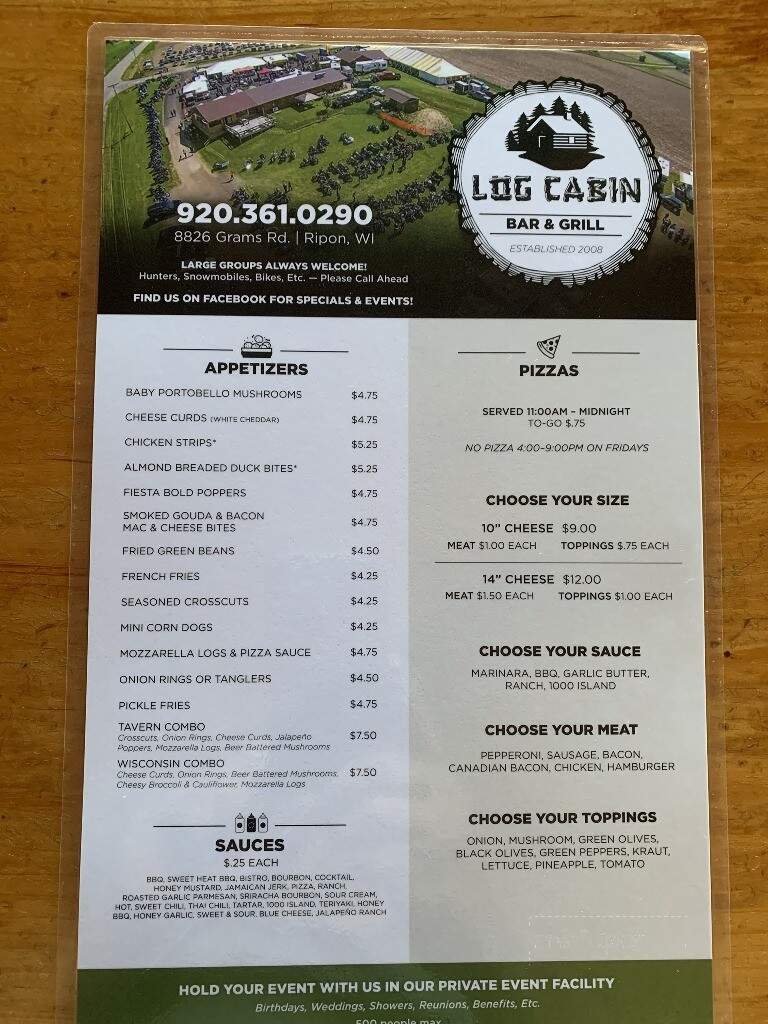 LOG CABIN
BAR & GRILL
ESTABLISHED 2008
920.361.0290
8826 Grams Rd. | Ripon, WI
LARGE GROUPS ALWAYS WELCOME!
Hunters, Snowmobiles, Bikes, Etc. — Please Call Ahead
FIND US ON FACEBOOK FOR SPECIALS & EVENTS!
APPETIZERS
BABY PORTOBELLO MUSHROOMS $4.75
CHEESE CURDS (WHITE CHEDDAR) $4.75
CHICKEN STRIPS* $5.25
ALMOND BREADED DUCK BITES* $5.25
FIESTA BOLD POPPERS $4.75
SMOKED GOUDA & BACON
MAC & CHEESE BITES $4.75
FRIED GREEN BEANS $4.50
FRENCH FRIES $4.25
SEASONED CROSSCUTS $4.25
MINI CORN DOGS $4.25
MOZZARELLA LOGS & PIZZA SAUCE $4.75
ONION RINGS OR TANGLERS $4.50
PICKLE FRIES $4.75
TAVERN COMBO $7.50
Crosscuts, Onion Rings, Cheese Curds, Jalapeño
Poppers, Mozzarella Logs, Beer Battered Mushrooms
WISCONSIN COMBO $7.50
Cheese Curds, Onion Rings, Beer Battered Mushrooms,
Cheesy Broccoli & Cauliflower, Mozzarella Logs
SAUCES
$.25 EACH
BBQ, SWEET HEAT BBQ, BISTRO, BOURBON, COCKTAIL,
HONEY MUSTARD, JAMAICAN JERK, PIZZA, RANCH,
ROASTED GARLIC PARMESAN, SRIRACHA BOURBON, SOUR CREAM,
HOT, SWEET CHILI, THAI CHILI, TARTAR, 1000 ISLAND, TERIYAKI, HONEY
BBQ, HONEY GARLIC, SWEET & SOUR, BLUE CHEESE, JALAPEÑO RANCH
PIZZAS
SERVED 11:00AM – MIDNIGHT
TO-GO $.75
NO PIZZA 4:00–9:00PM ON FRIDAYS
CHOOSE YOUR SIZE
10" CHEESE $9.00
MEAT $1.00 EACH TOPPINGS $.75 EACH
14" CHEESE $12.00
MEAT $1.50 EACH TOPPINGS $1.00 EACH
CHOOSE YOUR SAUCE
MARINARA, BBQ, GARLIC BUTTER,
RANCH, 1000 ISLAND
CHOOSE YOUR MEAT
PEPPERONI, SAUSAGE, BACON,
CANADIAN BACON, CHICKEN, HAMBURGER
CHOOSE YOUR TOPPINGS
ONION, MUSHROOM, GREEN OLIVES,
BLACK OLIVES, GREEN PEPPERS, KRAUT,
LETTUCE, PINEAPPLE, TOMATO
HOLD YOUR EVENT WITH US IN OUR PRIVATE EVENT FACILITY
Birthdays, Weddings, Showers, Reunions, Benefits, Etc.
500 people max